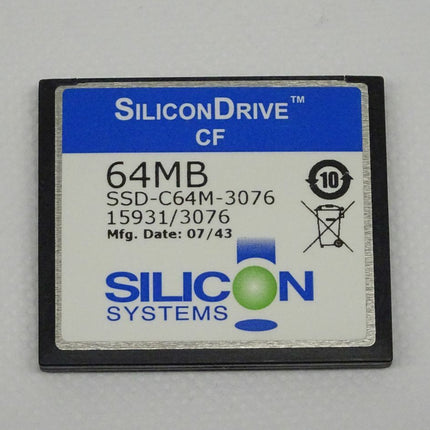 SILICONDRIVE™
CF
64MB
SSD-C64M-3076
15931/3076
Mfg. Date: 07/43
10
SILICON
SYSTEMS